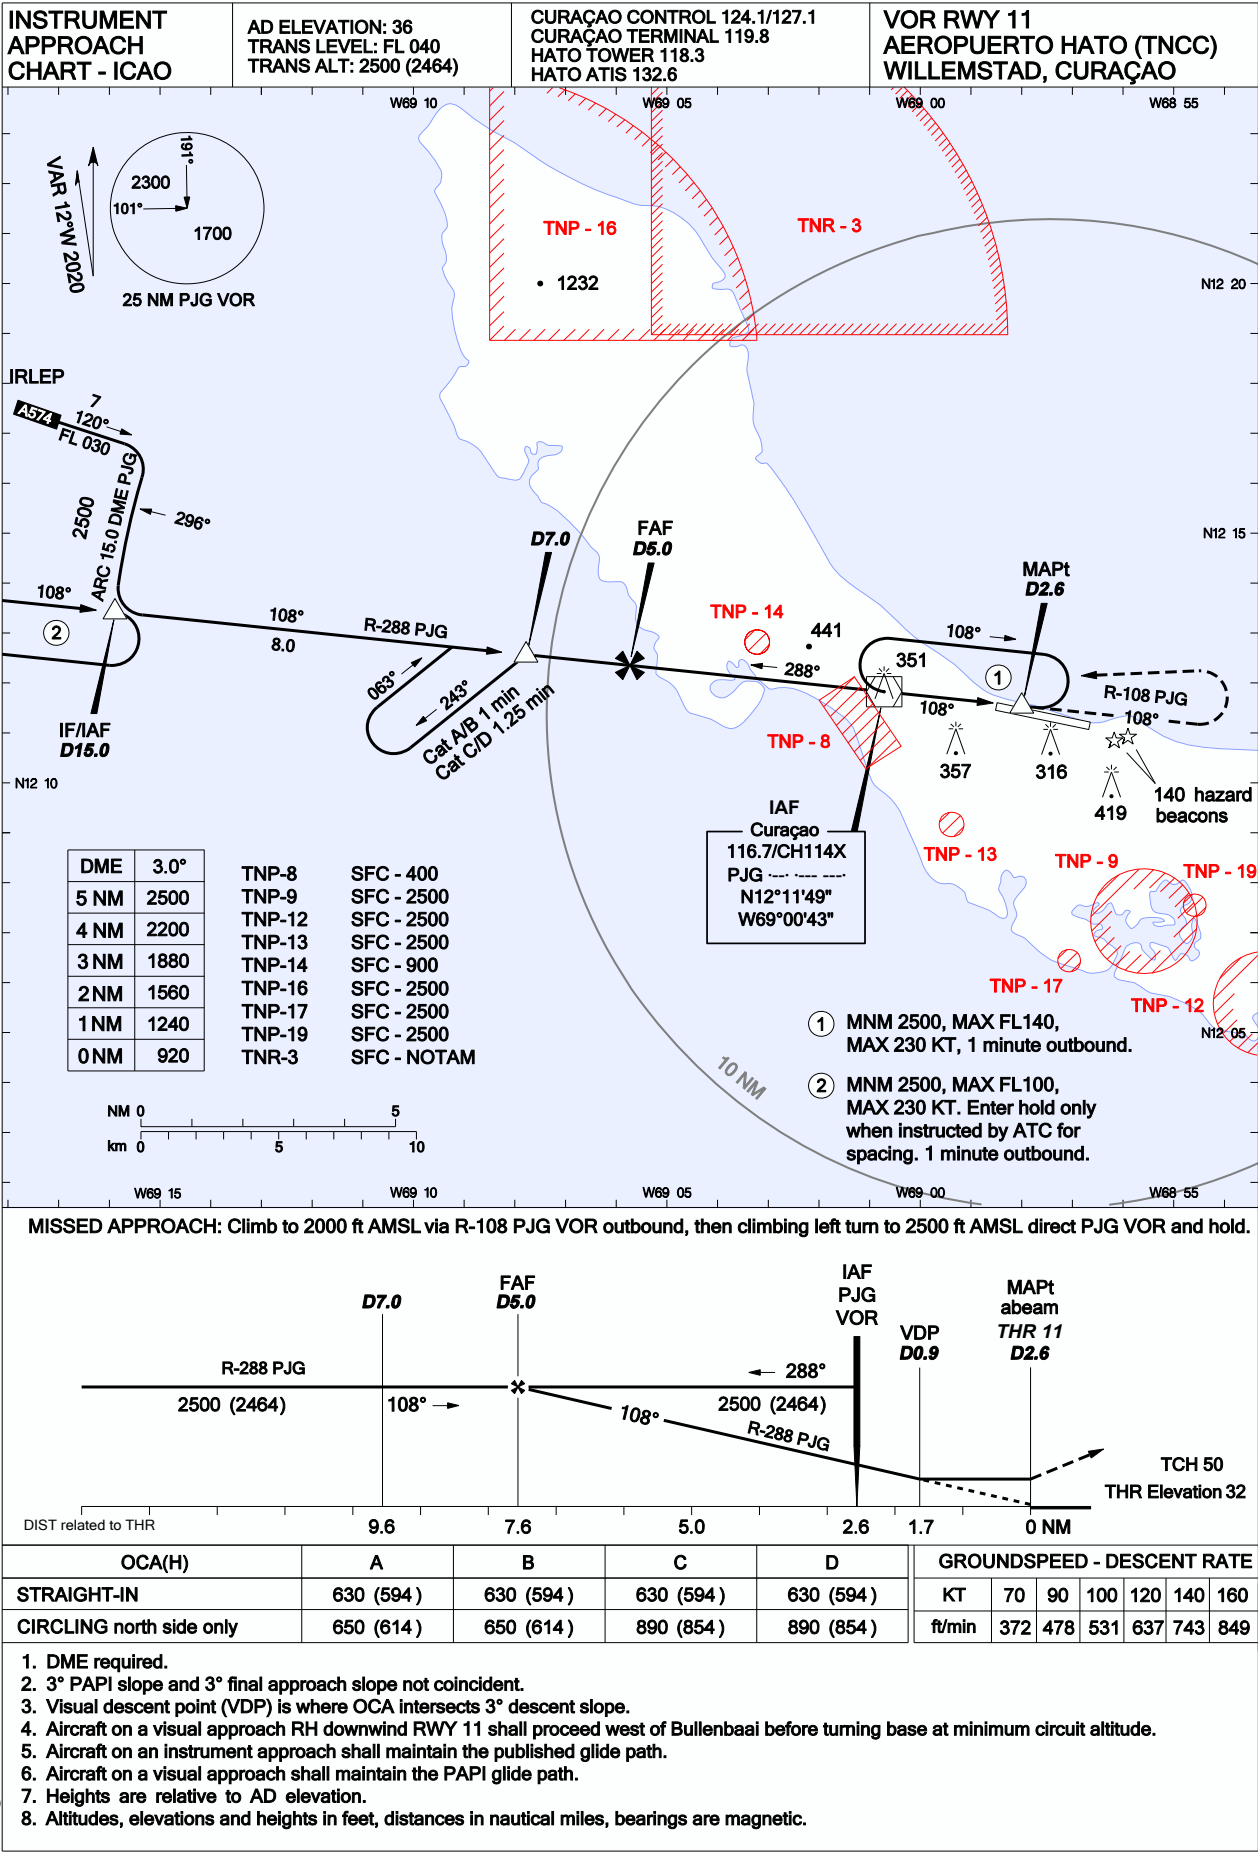 INSTRUMENT
APPROACH
CHART - ICAO
AD ELEVATION: 36
TRANS LEVEL: FL 040
TRANS ALT: 2500 (2464)
CURAÇAO CONTROL 124.1/127.1
CURAÇAO TERMINAL 119.8
HATO TOWER 118.3
HATO ATIS 132.6
VOR RWY 11
AEROPUERTO HATO (TNCC)
WILLEMSTAD, CURAÇAO
W69 10
W69 05
W69 00
W68 55
VAR 12°W 2020
191°
2300
101°
1700
25 NM PJG VOR
TNP - 16
TNR - 3
1232
N12 20
IRLEP
A574
7
120°
FL 030
2500
ARC 15.0 DME PJG
296°
D7.0
FAF
D5.0
N12 15
MAPt
D2.6
108°
2
108°
8.0
R-288 PJG
TNP - 14
441
288°
351
108°
1
R-108 PJG
108°
108°
063°
243°
Cat A/B 1 min
Cat C/D 1.25 min
IF/IAF
D15.0
TNP - 8
357
316
419
140 hazard
beacons
N12 10
IAF
Curaçao
116.7/CH114X
PJG ·--· ·--- --·
N12°11'49"
W69°00'43"
TNP - 13
TNP - 9
TNP - 19
TNP - 17
TNP - 12
DME 3.0°
5 NM 2500
4 NM 2200
3 NM 1880
2 NM 1560
1 NM 1240
0 NM 920
TNP-8 SFC - 400
TNP-9 SFC - 2500
TNP-12 SFC - 2500
TNP-13 SFC - 2500
TNP-14 SFC - 900
TNP-16 SFC - 2500
TNP-17 SFC - 2500
TNP-19 SFC - 2500
TNR-3 SFC - NOTAM
1 MNM 2500, MAX FL140,
MAX 230 KT, 1 minute outbound.
N12 05
2 MNM 2500, MAX FL100,
MAX 230 KT. Enter hold only
when instructed by ATC for
spacing. 1 minute outbound.
10 NM
NM 0 5
km 0 5 10
W69 15
W69 10
W69 05
W69 00
W68 55
MISSED APPROACH: Climb to 2000 ft AMSL via R-108 PJG VOR outbound, then climbing left turn to 2500 ft AMSL direct PJG VOR and hold.
D7.0
FAF
D5.0
IAF
PJG
VOR
VDP
D0.9
MAPt
abeam
THR 11
D2.6
R-288 PJG
2500 (2464)
108°
288°
2500 (2464)
108°
R-288 PJG
TCH 50
THR Elevation 32
DIST related to THR
9.6 7.6 5.0 2.6 1.7 0 NM
OCA(H) A B C D
STRAIGHT-IN 630 (594) 630 (594) 630 (594) 630 (594)
CIRCLING north side only 650 (614) 650 (614) 890 (854) 890 (854)
GROUNDSPEED - DESCENT RATE
KT 70 90 100 120 140 160
ft/min 372 478 531 637 743 849
1. DME required.
2. 3° PAPI slope and 3° final approach slope not coincident.
3. Visual descent point (VDP) is where OCA intersects 3° descent slope.
4. Aircraft on a visual approach RH downwind RWY 11 shall proceed west of Bullenbaai before turning base at minimum circuit altitude.
5. Aircraft on an instrument approach shall maintain the published glide path.
6. Aircraft on a visual approach shall maintain the PAPI glide path.
7. Heights are relative to AD elevation.
8. Altitudes, elevations and heights in feet, distances in nautical miles, bearings are magnetic.